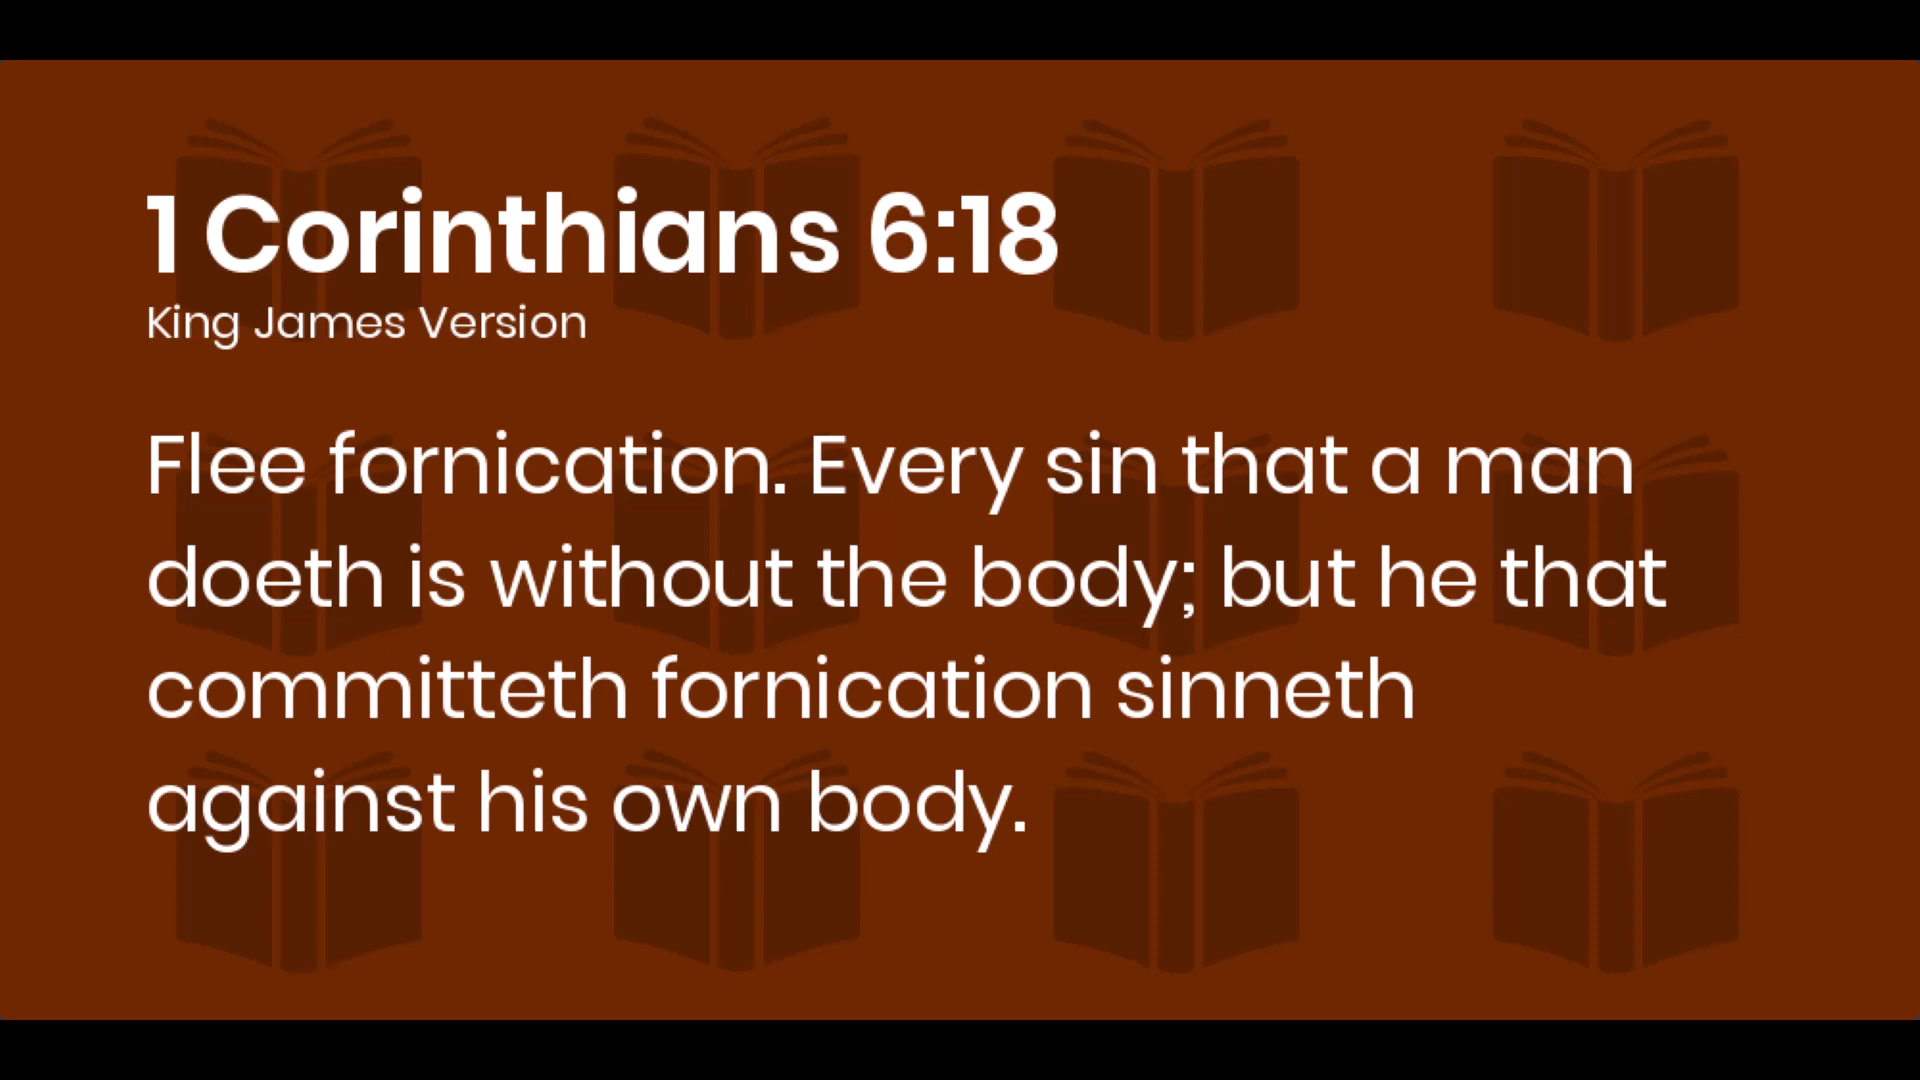 1 Corinthians 6:18
King James Version
Flee fornication. Every sin that a man
doeth is without the body; but he that
committeth fornication sinneth
against his own body.